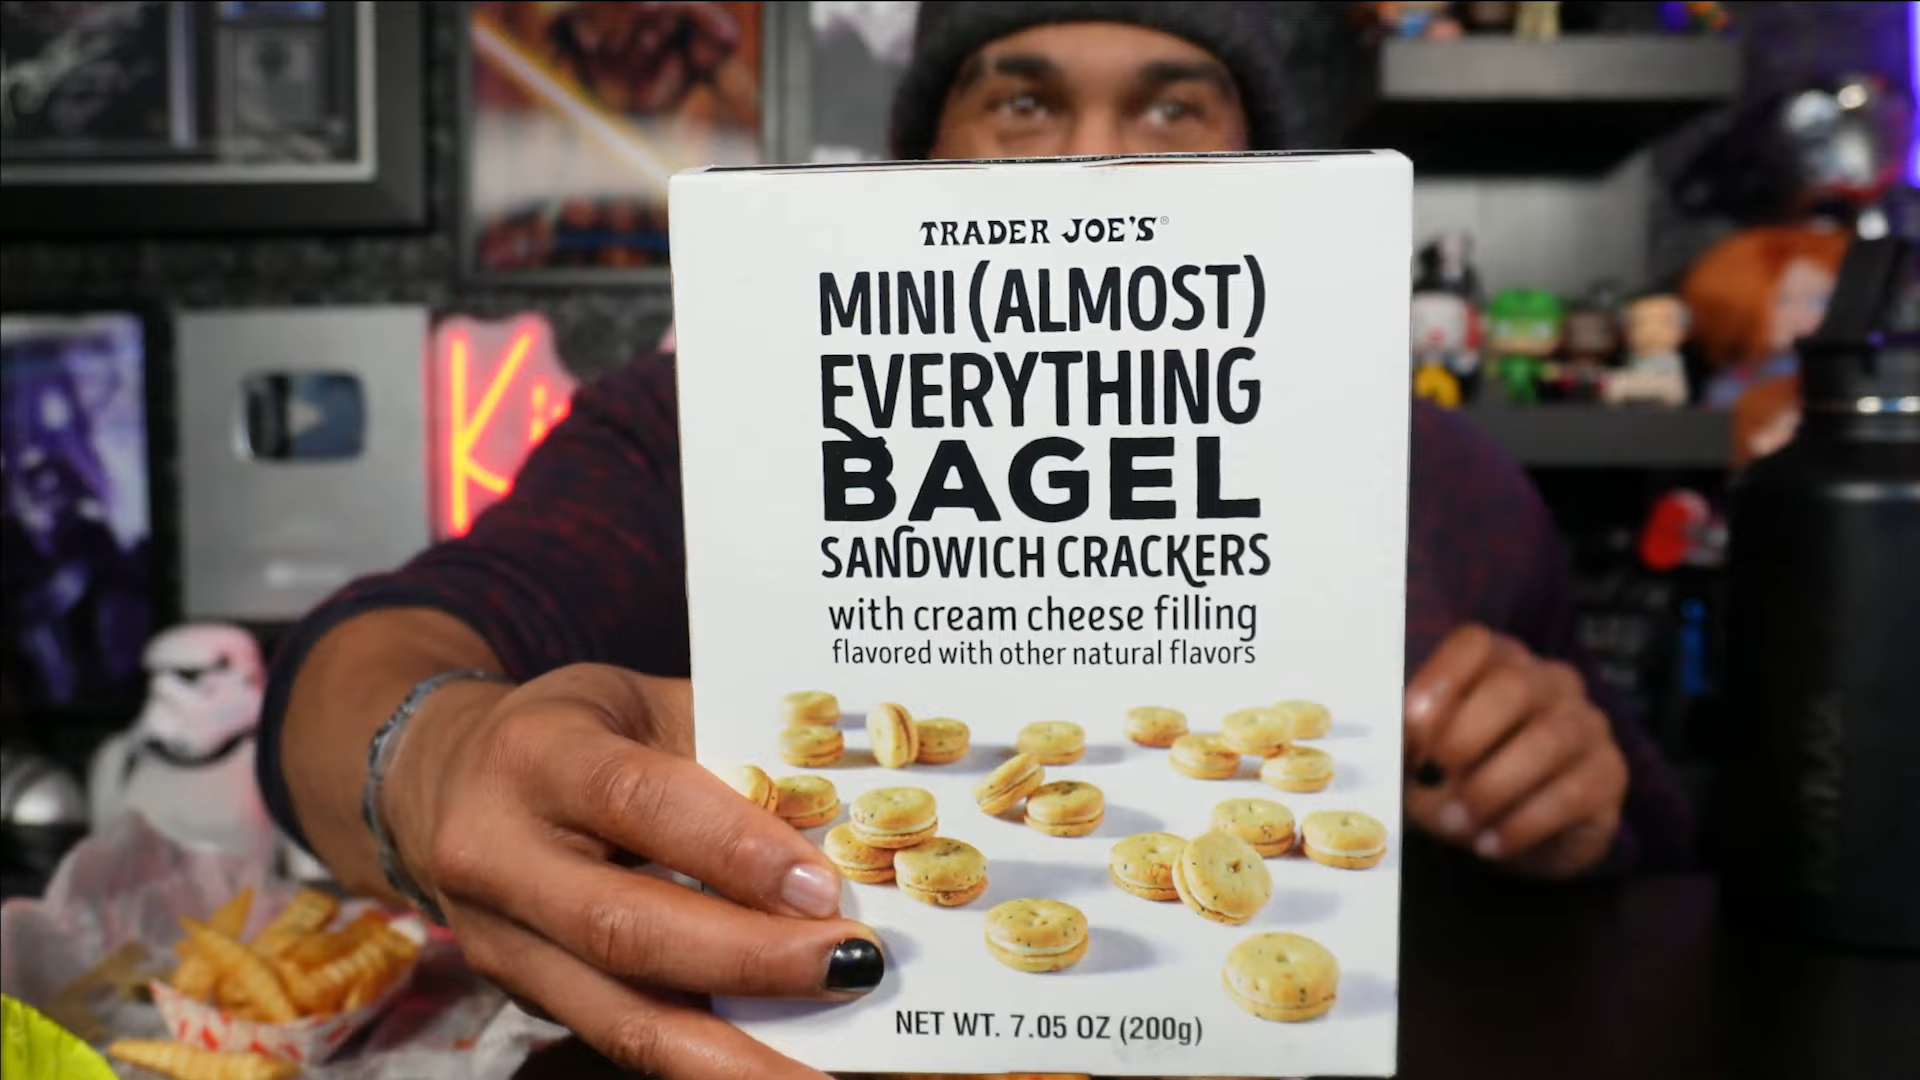 TRADER JOE'S®
MINI (ALMOST)
EVERYTHING
BAGEL
SANDWICH CRACKERS
with cream cheese filling
flavored with other natural flavors
NET WT. 7.05 OZ (200g)
Ki